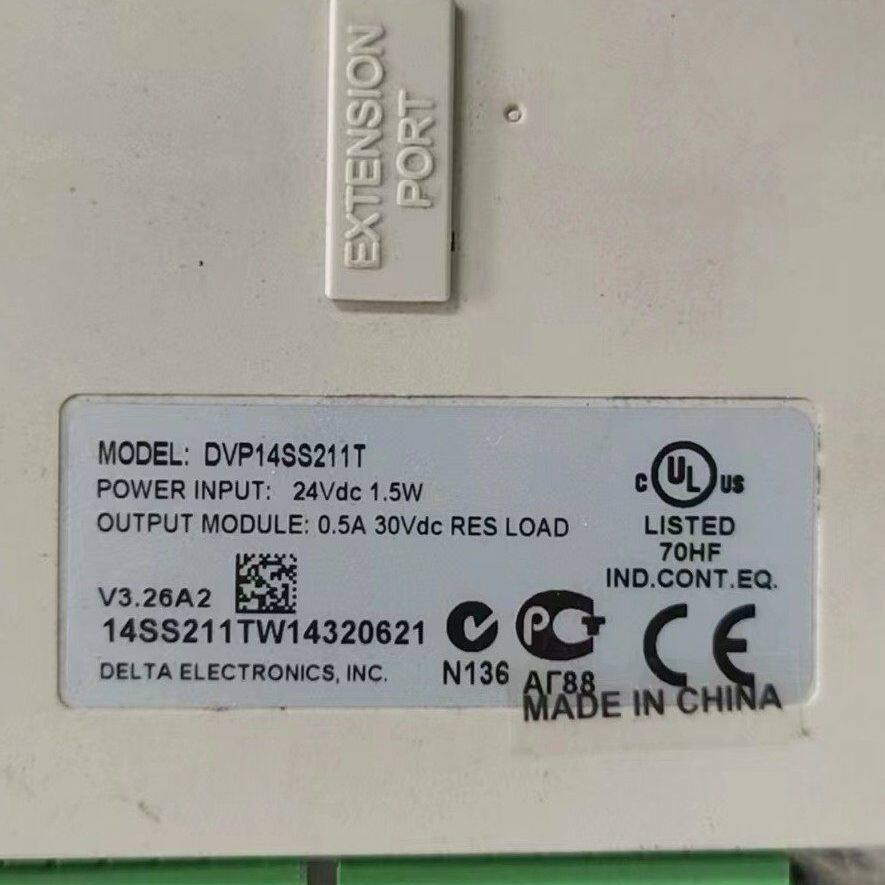 EXTENSION
PORT
MODEL: DVP14SS211T
POWER INPUT: 24Vdc 1.5W
OUTPUT MODULE: 0.5A 30Vdc RES LOAD
V3.26A2
14SS211TW14320621
DELTA ELECTRONICS, INC.
C UL US
LISTED
70HF
IND.CONT.EQ.
N136
РСТ
АГ88
CE
MADE IN CHINA